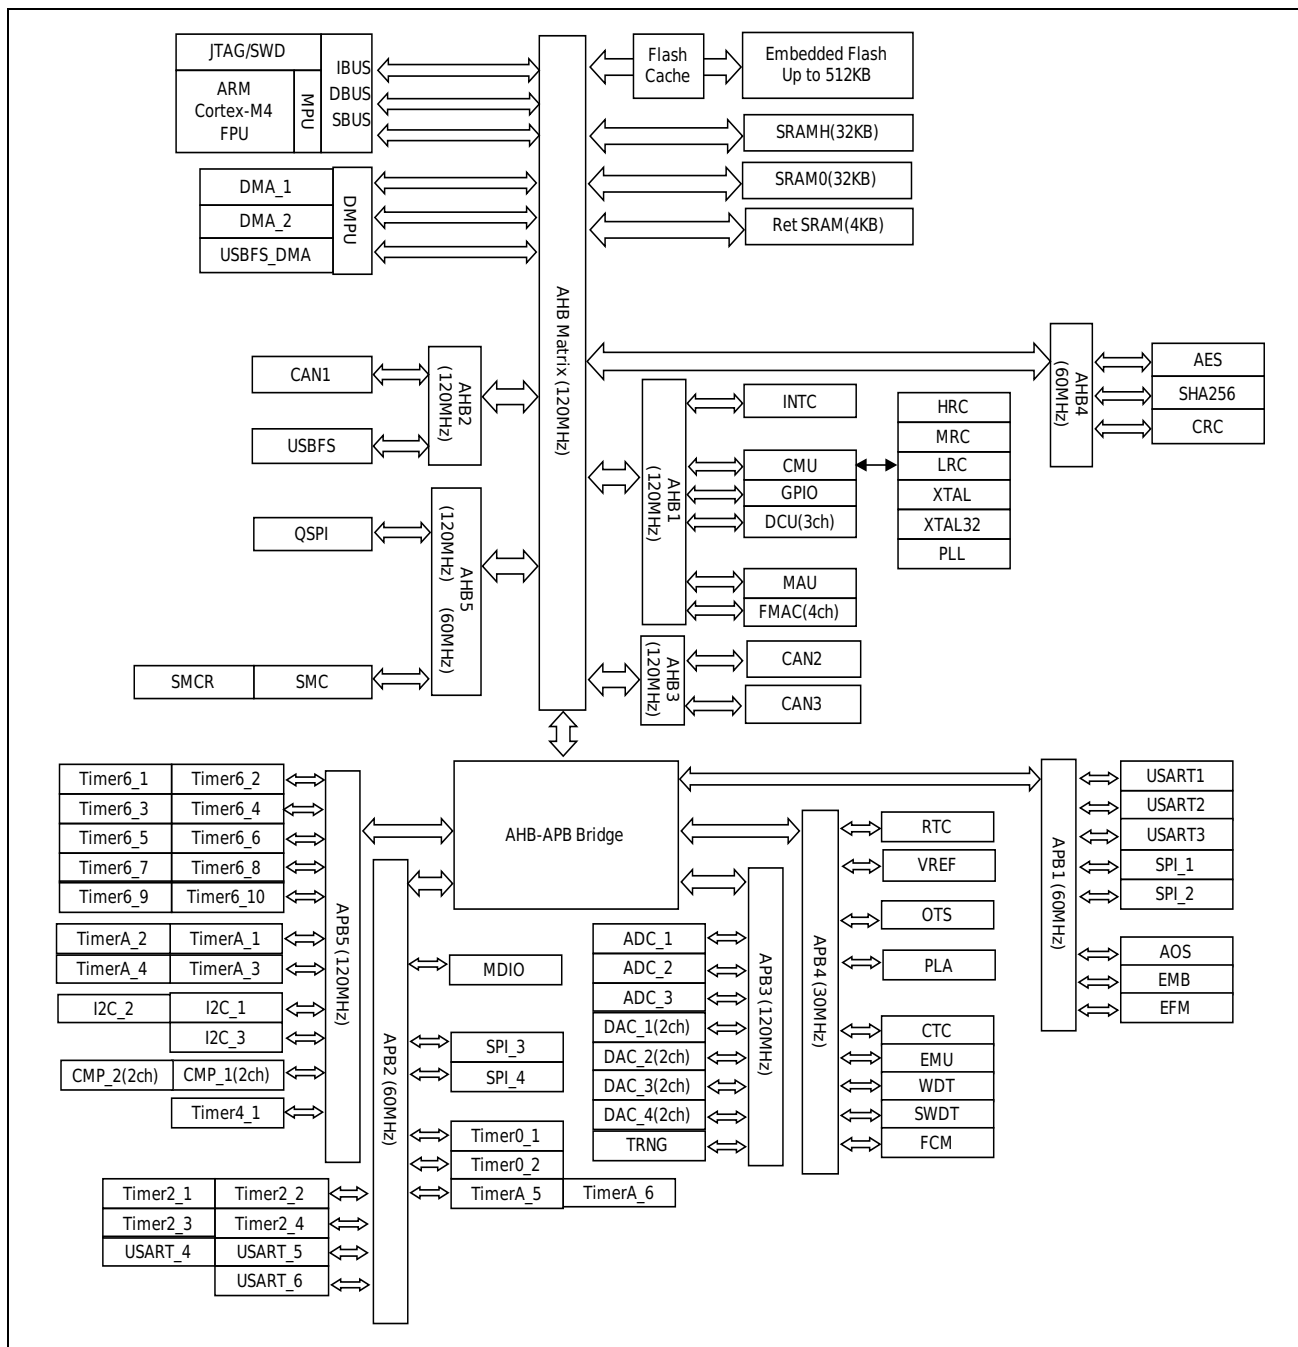 JTAG/SWD
ARM
Cortex-M4
FPU
MPU
IBUS
DBUS
SBUS
Flash
Cache
Embedded Flash
Up to 512KB
SRAMH(32KB)
SRAM0(32KB)
Ret SRAM(4KB)
DMA_1
DMA_2
USBFS_DMA
DMPU
AHB Matrix (120MHz)
CAN1
USBFS
AHB2
(120MHz)
QSPI
SMCR
SMC
AHB5
(120MHz)
(60MHz)
AHB4
(60MHz)
AES
SHA256
CRC
AHB1
(120MHz)
INTC
CMU
GPIO
DCU(3ch)
MAU
FMAC(4ch)
HRC
MRC
LRC
XTAL
XTAL32
PLL
AHB3
(120MHz)
CAN2
CAN3
AHB-APB Bridge
Timer6_1
Timer6_2
Timer6_3
Timer6_4
Timer6_5
Timer6_6
Timer6_7
Timer6_8
Timer6_9
Timer6_10
TimerA_2
TimerA_1
TimerA_4
TimerA_3
I2C_2
I2C_1
I2C_3
CMP_2(2ch)
CMP_1(2ch)
Timer4_1
APB5 (120MHz)
APB2 (60MHz)
MDIO
SPI_3
SPI_4
Timer0_1
Timer0_2
TimerA_5
TimerA_6
Timer2_1
Timer2_2
Timer2_3
Timer2_4
USART_4
USART_5
USART_6
ADC_1
ADC_2
ADC_3
DAC_1(2ch)
DAC_2(2ch)
DAC_3(2ch)
DAC_4(2ch)
TRNG
APB3 (120MHz)
APB4 (30MHz)
RTC
VREF
OTS
PLA
CTC
EMU
WDT
SWDT
FCM
APB1 (60MHz)
USART1
USART2
USART3
SPI_1
SPI_2
AOS
EMB
EFM